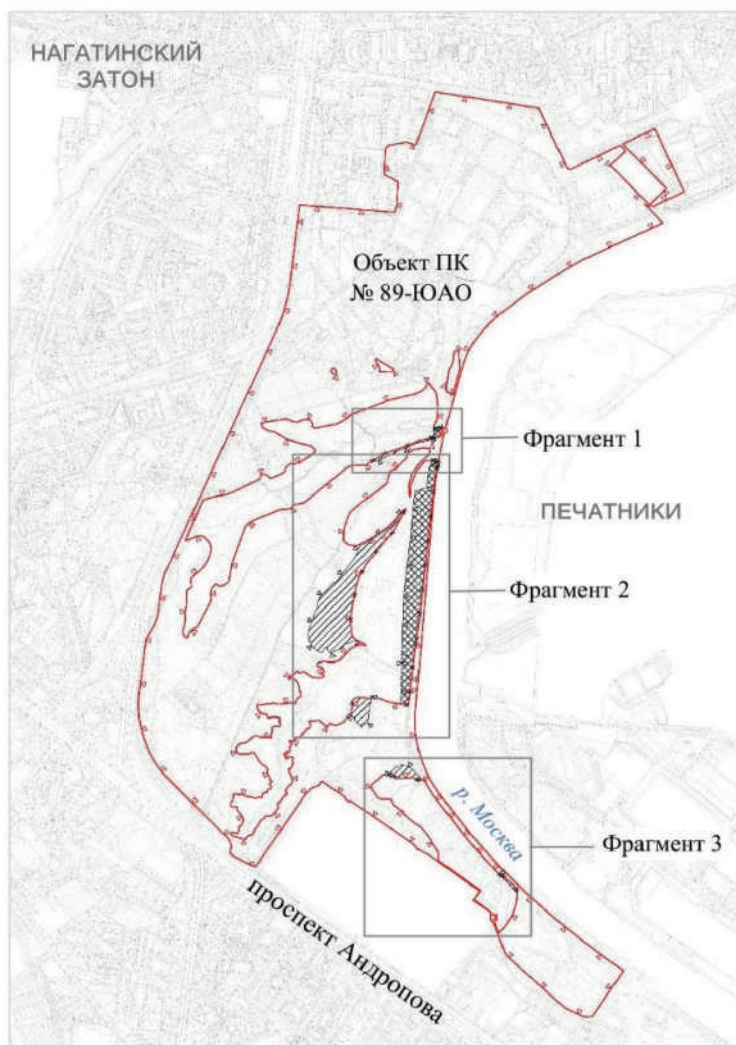 НАГАТИНСКИЙ
ЗАТОН
Объект ПК
№ 89-ЮАО
Фрагмент 1
ПЕЧАТНИКИ
Фрагмент 2
р. Москва
Фрагмент 3
проспект Андропова